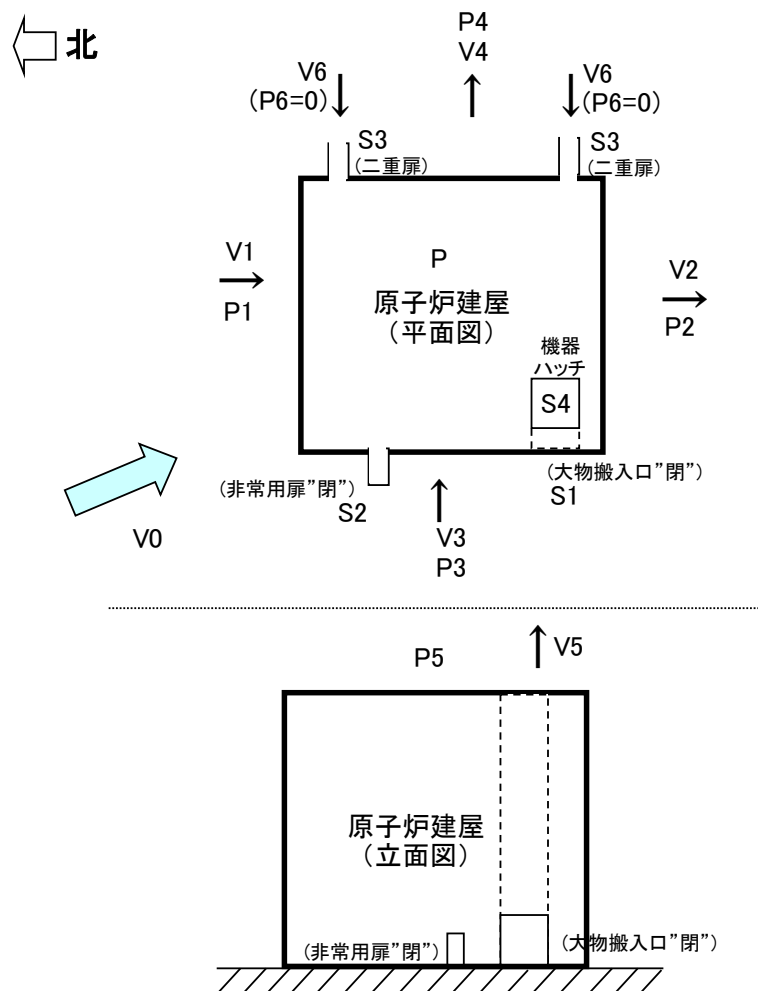 北
P4
V4
V6
(P6=0)
V6
(P6=0)
S3
(二重扉)
S3
(二重扉)
V1
P1
P
原子炉建屋
(平面図)
V2
P2
機器
ハッチ
S4
(非常用扉”閉”)
S2
(大物搬入口”閉”)
S1
V0
V3
P3
P5
V5
原子炉建屋
(立面図)
(非常用扉”閉”)
(大物搬入口”閉”)